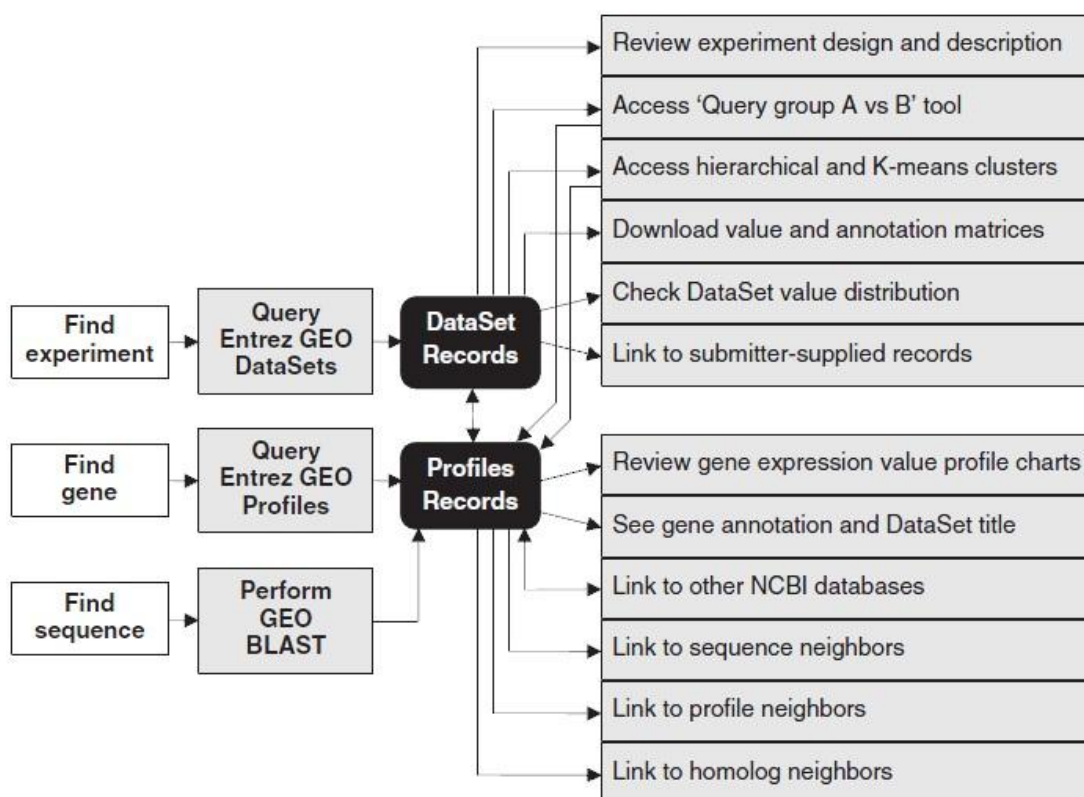 Review experiment design and description
Access ‘Query group A vs B’ tool
Access hierarchical and K-means clusters
Download value and annotation matrices
Check DataSet value distribution
Link to submitter-supplied records
Find
experiment
Query
Entrez GEO
DataSets
DataSet
Records
Find
gene
Query
Entrez GEO
Profiles
Profiles
Records
Review gene expression value profile charts
See gene annotation and DataSet title
Link to other NCBI databases
Link to sequence neighbors
Link to profile neighbors
Link to homolog neighbors
Find
sequence
Perform
GEO
BLAST